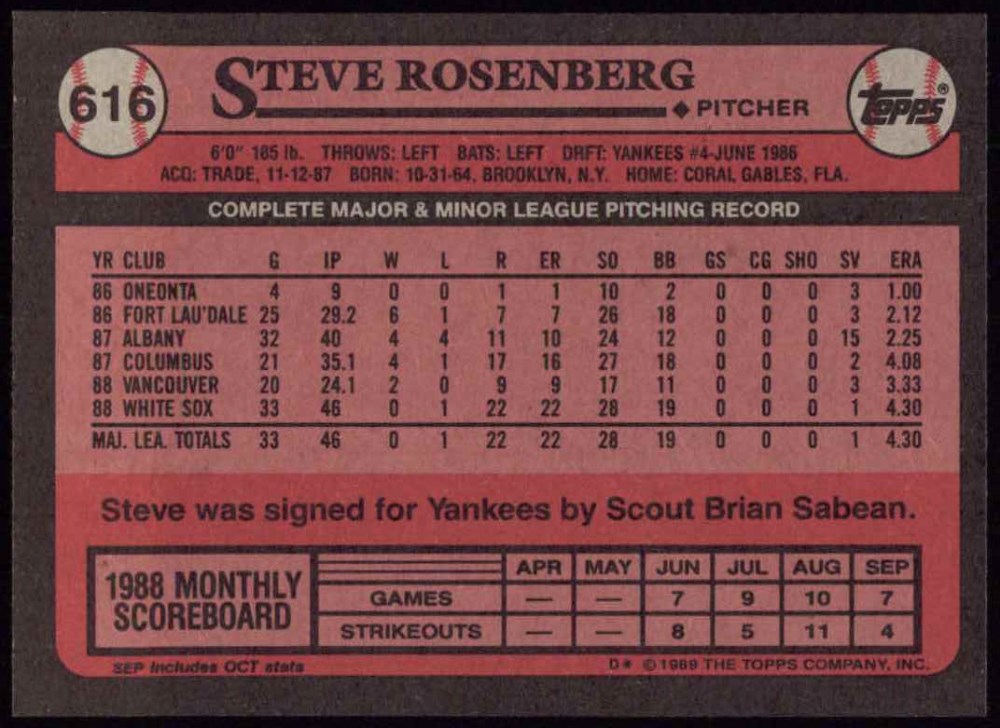 616
STEVE ROSENBERG
◆ PITCHER
TOPPS®
6'0" 185 lb. THROWS: LEFT BATS: LEFT DRFT: YANKEES #4-JUNE 1986
ACQ: TRADE, 11-12-87 BORN: 10-31-64, BROOKLYN, N.Y. HOME: CORAL GABLES, FLA.
COMPLETE MAJOR & MINOR LEAGUE PITCHING RECORD
YR CLUB G IP W L R ER SO BB GS CG SHO SV ERA
86 ONEONTA 4 9 0 0 1 1 10 2 0 0 0 3 1.00
86 FORT LAU'DALE 25 29.2 6 1 7 7 26 18 0 0 0 3 2.12
87 ALBANY 32 40 4 4 11 10 24 12 0 0 0 15 2.25
87 COLUMBUS 21 35.1 4 1 17 16 27 18 0 0 0 2 4.08
88 VANCOUVER 20 24.1 2 0 9 9 17 11 0 0 0 3 3.33
88 WHITE SOX 33 46 0 1 22 22 28 19 0 0 0 1 4.30
MAJ. LEA. TOTALS 33 46 0 1 22 22 28 19 0 0 0 1 4.30
Steve was signed for Yankees by Scout Brian Sabean.
1988 MONTHLY
SCOREBOARD
APR MAY JUN JUL AUG SEP
GAMES — — 7 9 10 7
STRIKEOUTS — — 8 5 11 4
SEP includes OCT stats
D* © 1989 THE TOPPS COMPANY, INC.